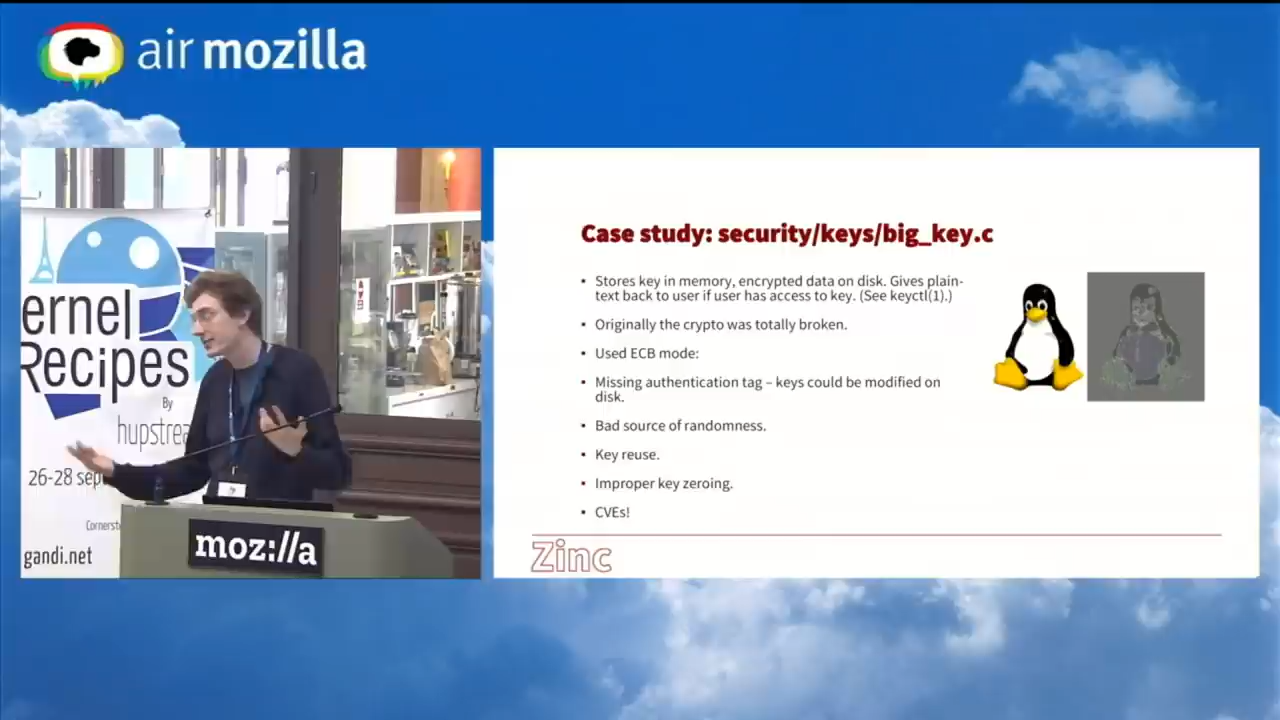 air mozilla
ernel
Recipes
By
hupstrea
26-28 sep
Cornerst
gandi.net
moz://a
Case study: security/keys/big_key.c
• Stores key in memory, encrypted data on disk. Gives plain-
text back to user if user has access to key. (See keyctl(1).)
• Originally the crypto was totally broken.
• Used ECB mode:
• Missing authentication tag – keys could be modified on
disk.
• Bad source of randomness.
• Key reuse.
• Improper key zeroing.
• CVEs!
Zinc